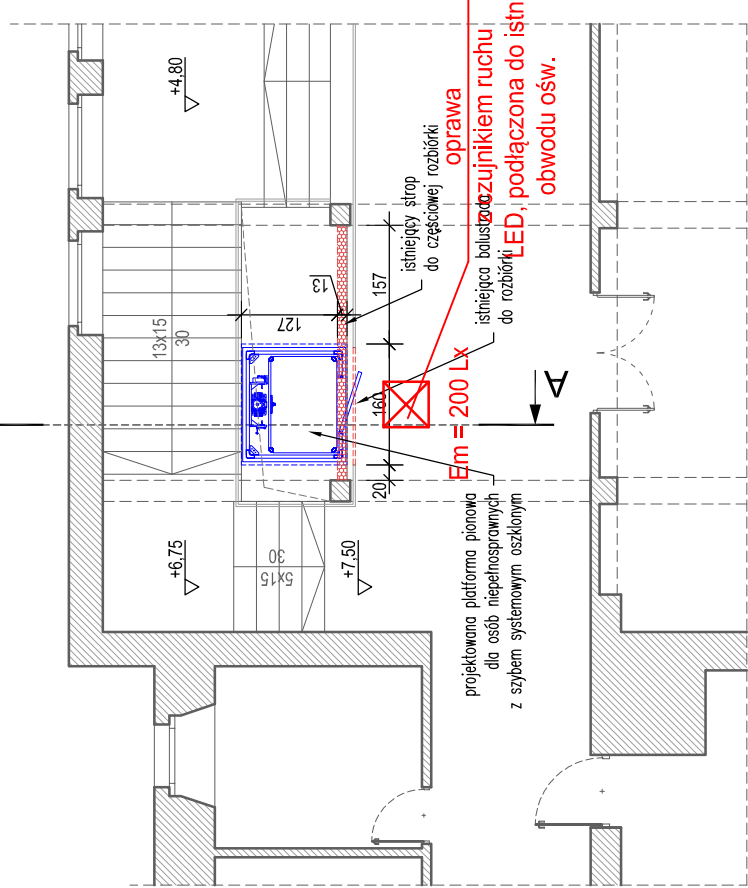 +4,80
oprawa
z czujnikiem ruchu
LED, podłączona do istn
obwodu ośw.
istniejący strop
do częściowej rozbiórki
istniejąca balustrada
do rozbiórki
13x15
30
13
127
157
160
20
Em = 200 Lx
A
+6,75
5x15
30
+7,50
projektowana platforma pionowa
dla osób niepełnosprawnych
z szybem systemowym oszklonym